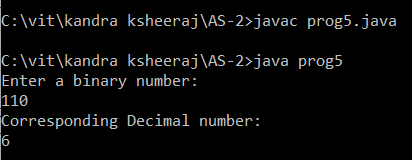 C:\vit\kandra ksheeraj\AS-2>javac prog5.java
C:\vit\kandra ksheeraj\AS-2>java prog5
Enter a binary number:
110
Corresponding Decimal number:
6